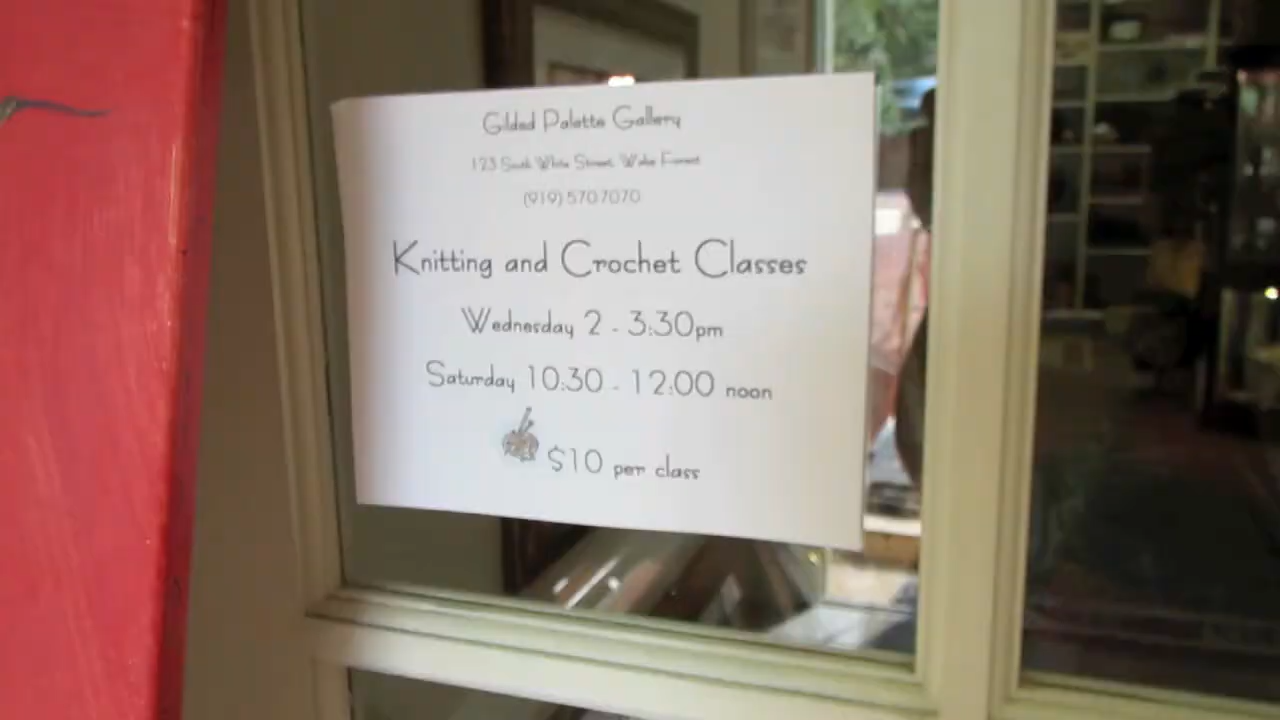 Gilded Palette Gallery
123 South White Street, Wake Forest
(919) 570.7070
Knitting and Crochet Classes
Wednesday 2 - 3:30pm
Saturday 10:30 - 12:00 noon
$10 per class